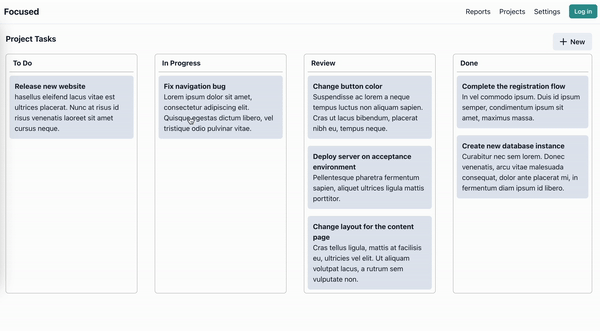 Focused
Reports Projects Settings Log in
Project Tasks
+ New
To Do
Release new website
hasellus eleifend lacus vitae est
ultrices placerat. Nunc at risus id
risus venenatis laoreet sit amet
cursus neque.
In Progress
Fix navigation bug
Lorem ipsum dolor sit amet,
consectetur adipiscing elit.
Quisque egestas dictum libero, vel
tristique odio pulvinar vitae.
Review
Change button color
Suspendisse ac lorem a neque
tempus luctus non aliquam sapien.
Cras ut lacus bibendum, placerat
nibh eu, tempus neque.
Deploy server on acceptance
environment
Pellentesque pharetra fermentum
sapien, aliquet ultrices ligula mattis
porttitor.
Change layout for the content
page
Cras tellus ligula, mattis at facilisis
eu, ultricies vel elit. Ut aliquam
volutpat lacus, a rutrum sem
vulputate non.
Done
Complete the registration flow
In vel commodo ipsum. Duis id ipsum
semper, condimentum ipsum sit
amet, maximus massa.
Create new database instance
Curabitur nec sem lorem. Donec
venenatis, arcu vitae malesuada
consequat, dolor ante placerat mi, in
fermentum diam ipsum id libero.